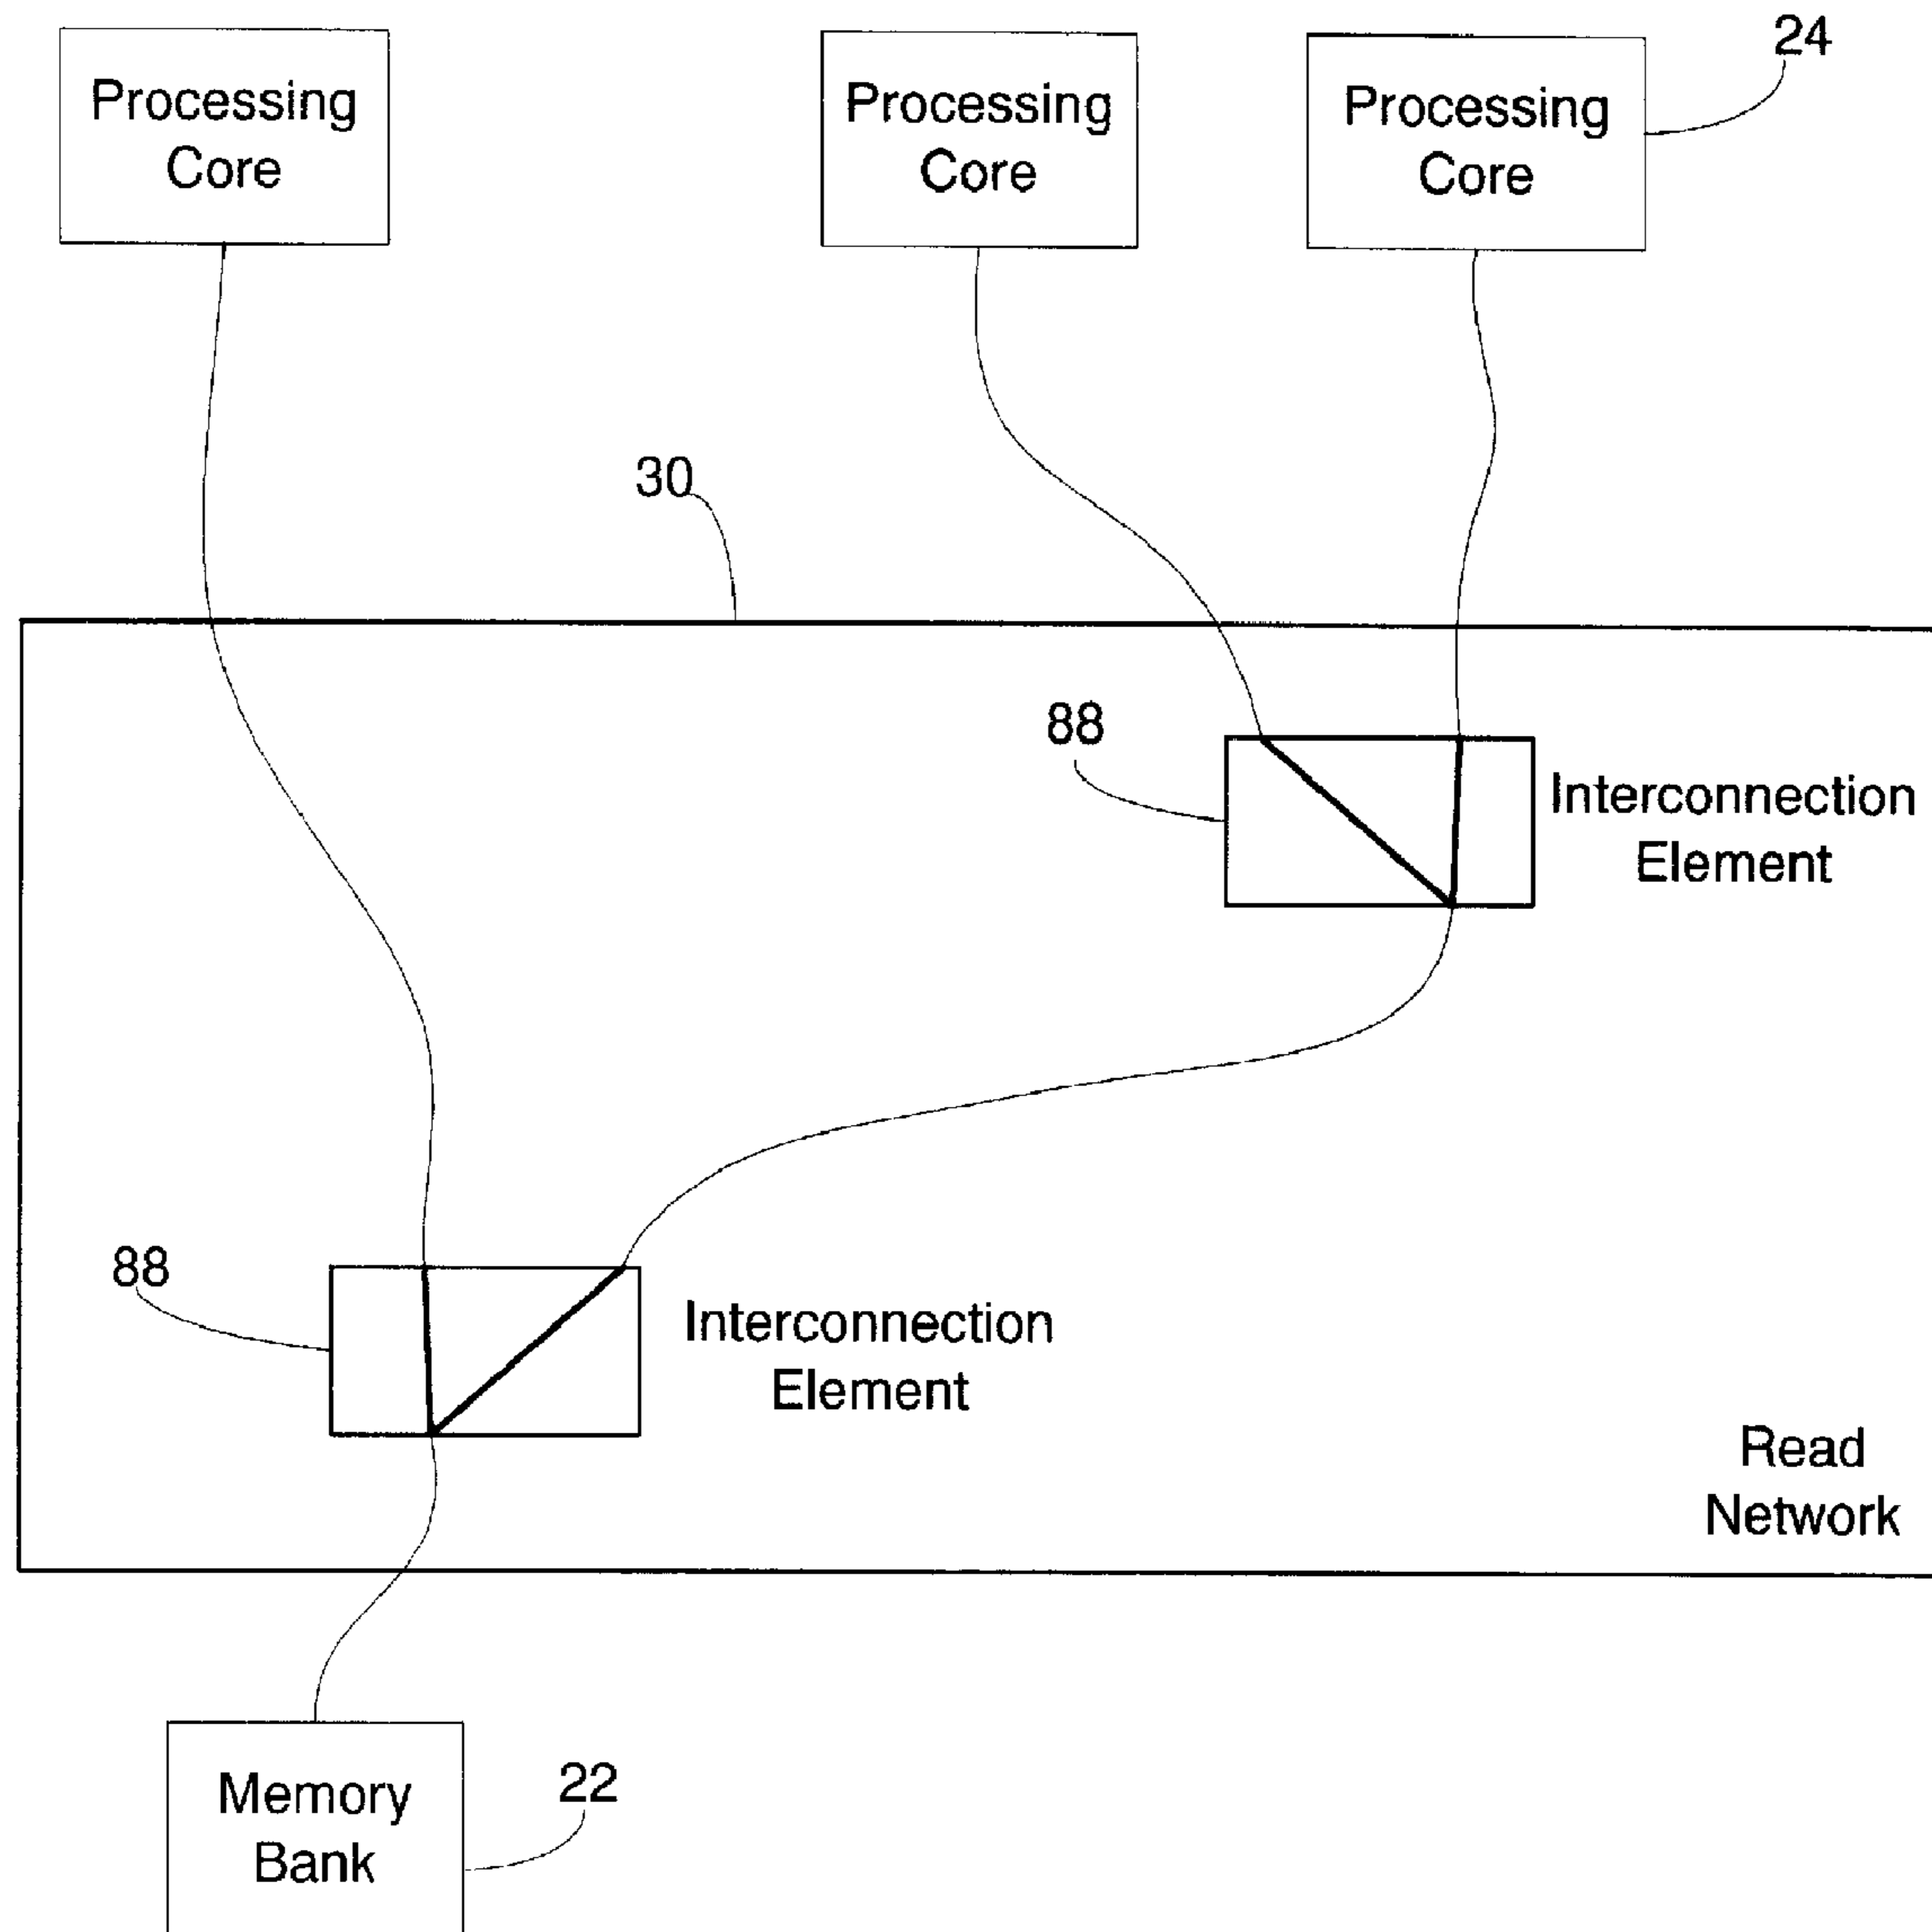 24
Processing
Core
Processing
Core
Processing
Core
30
88
Interconnection
Element
88
Interconnection
Element
Read
Network
Memory
Bank
22